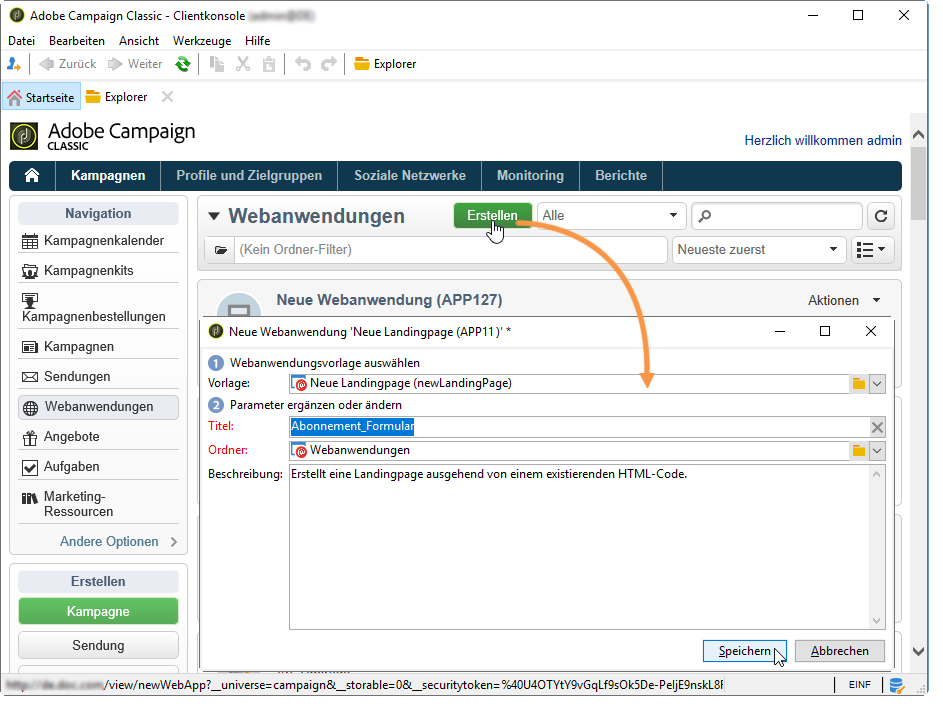 Adobe Campaign Classic - Clientkonsole
Datei Bearbeiten Ansicht Werkzeuge Hilfe
Zurück Weiter Explorer
Startseite Explorer
Adobe Campaign
CLASSIC
Herzlich willkommen admin
Kampagnen Profile und Zielgruppen Soziale Netzwerke Monitoring Berichte
Navigation
Kampagnenkalender
Kampagnenkits
Kampagnenbestellungen
Kampagnen
Sendungen
Webanwendungen
Angebote
Aufgaben
Marketing-
Ressourcen
Andere Optionen
Erstellen
Kampagne
Sendung
Webanwendungen Erstellen Alle
(Kein Ordner-Filter) Neueste zuerst
Neue Webanwendung (APP127) Aktionen
Neue Webanwendung 'Neue Landingpage (APP11)' *
1 Webanwendungsvorlage auswählen
Vorlage: Neue Landingpage (newLandingPage)
2 Parameter ergänzen oder ändern
Titel: Abonnement_Formular
Ordner: Webanwendungen
Beschreibung: Erstellt eine Landingpage ausgehend von einem existierenden HTML-Code.
Speichern Abbrechen
/view/newWebApp?__universe=campaign&__storable=0&__securitytoken=%40U4OTYtY9vGqLf9sOk5De-PeljE9nskL8F EINF